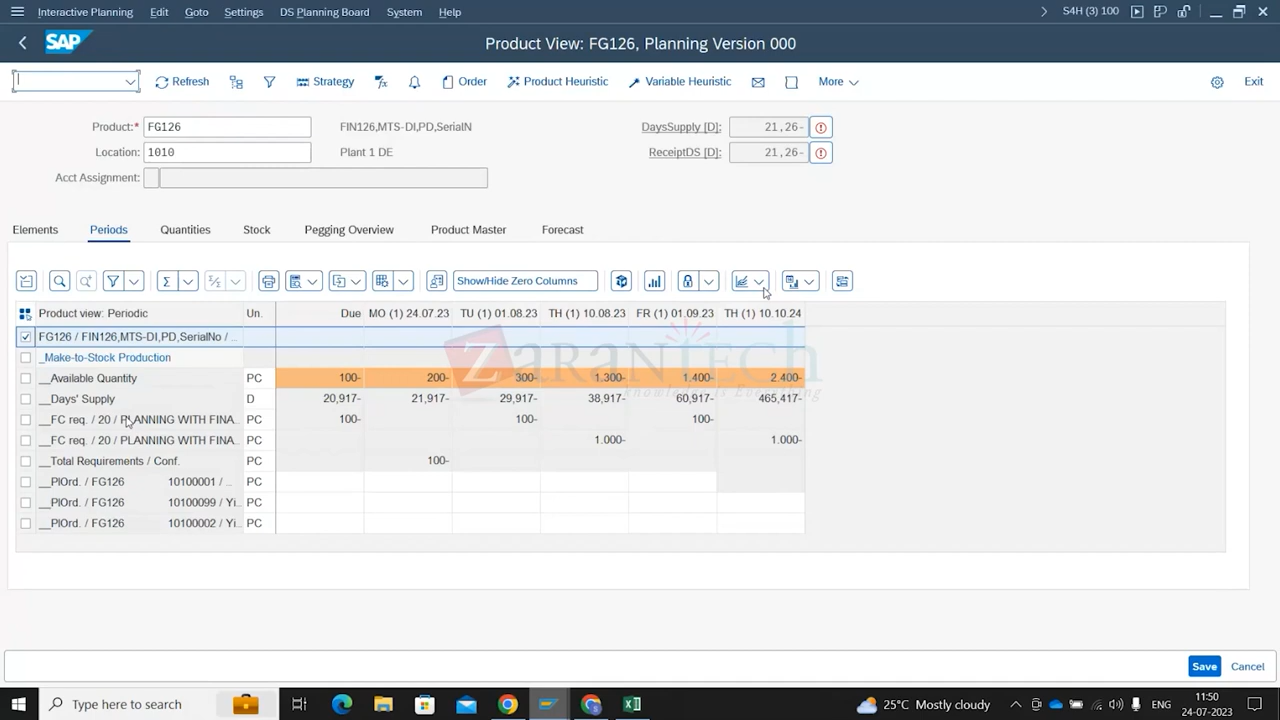 Interactive Planning Edit Goto Settings DS Planning Board System Help S4H (3) 100
SAP Product View: FG126, Planning Version 000
Refresh Strategy Order Product Heuristic Variable Heuristic More Exit
Product:* FG126 FIN126,MTS-DI,PD,SerialN DaysSupply [D]: 21,26-
Location: 1010 Plant 1 DE ReceiptDS [D]: 21,26-
Acct Assignment:
Elements Periods Quantities Stock Pegging Overview Product Master Forecast
Show/Hide Zero Columns
Product view: Periodic Un. Due MO (1) 24.07.23 TU (1) 01.08.23 TH (1) 10.08.23 FR (1) 01.09.23 TH (1) 10.10.24
FG126 / FIN126,MTS-DI,PD,SerialNo / ...
_Make-to-Stock Production
__Available Quantity PC 100- 200- 300- 1.300- 1.400- 2.400-
__Days' Supply D 20,917- 21,917- 29,917- 38,917- 60,917- 465,417-
__FC req. / 20 / PLANNING WITH FINA... PC 100- 100- 100-
__FC req. / 20 / PLANNING WITH FINA... PC 1.000- 1.000-
__Total Requirements / Conf. PC 100-
__PlOrd. / FG126 10100001 / ... PC
__PlOrd. / FG126 10100099 / Yi... PC
__PlOrd. / FG126 10100002 / Yi... PC
ZaranTech
knowledge is Everything
Save Cancel
Type here to search 25°C Mostly cloudy ENG 11:50
24-07-2023